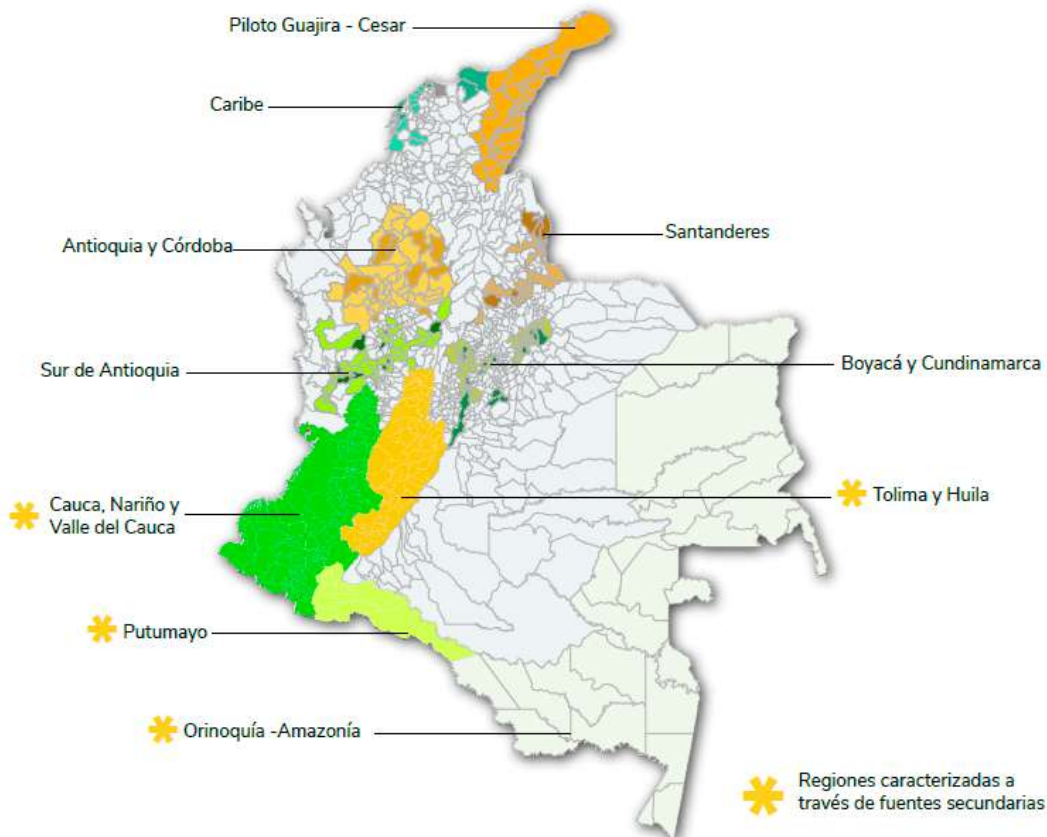 Piloto Guajira - Cesar
Caribe
Antioquia y Córdoba
Santanderes
Sur de Antioquia
Boyacá y Cundinamarca
Cauca, Nariño y
Valle del Cauca
Tolima y Huila
Putumayo
Orinoquía -Amazonía
Regiones caracterizadas a
través de fuentes secundarias